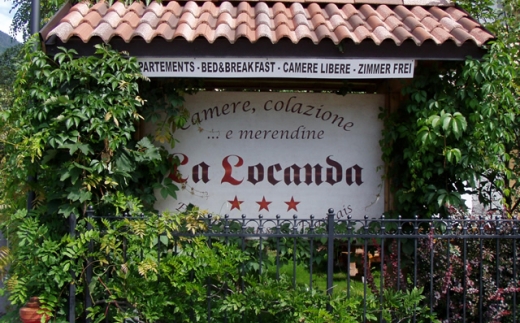 PARTEMENTS - BED&BREAKFAST - CAMERE LIBERE - ZIMMER FREI
Camere, colazione
... e merendine
La Locanda